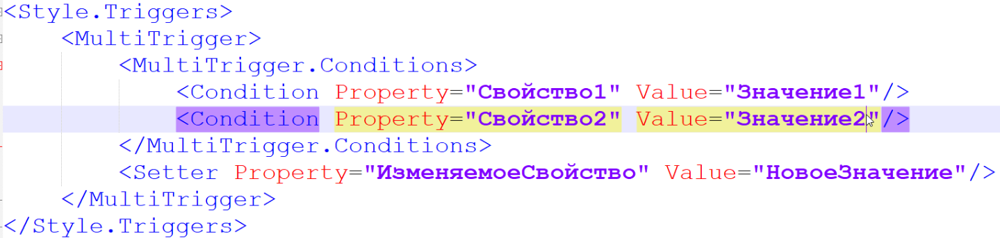 <Style.Triggers>
<MultiTrigger>
<MultiTrigger.Conditions>
<Condition Property="Свойство1" Value="Значение1"/>
<Condition Property="Свойство2" Value="Значение2"/>
</MultiTrigger.Conditions>
<Setter Property="ИзменяемоеСвойство" Value="НовоеЗначение"/>
</MultiTrigger>
</Style.Triggers>